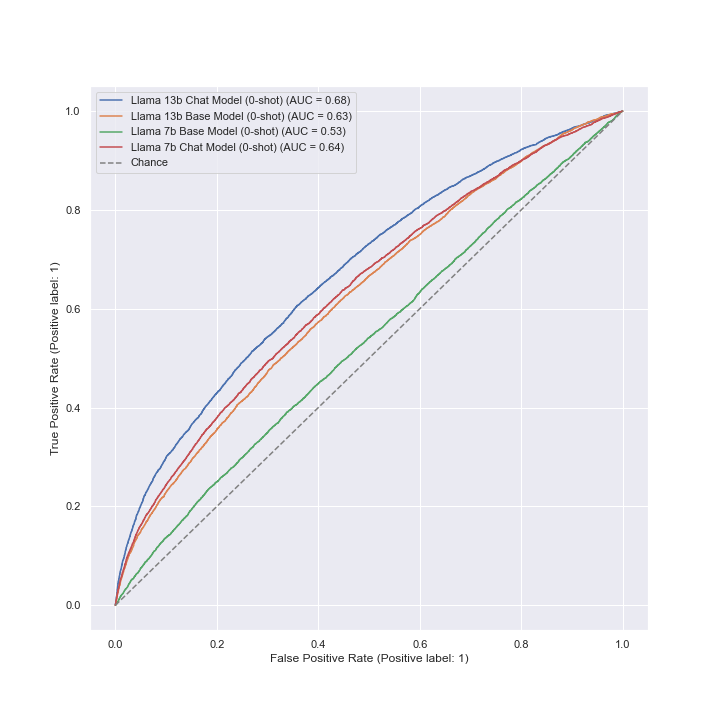 Llama 13b Chat Model (0-shot) (AUC = 0.68)
Llama 13b Base Model (0-shot) (AUC = 0.63)
Llama 7b Base Model (0-shot) (AUC = 0.53)
Llama 7b Chat Model (0-shot) (AUC = 0.64)
Chance
1.0
0.8
0.6
0.4
0.2
0.0
True Positive Rate (Positive label: 1)
0.0 0.2 0.4 0.6 0.8 1.0
False Positive Rate (Positive label: 1)